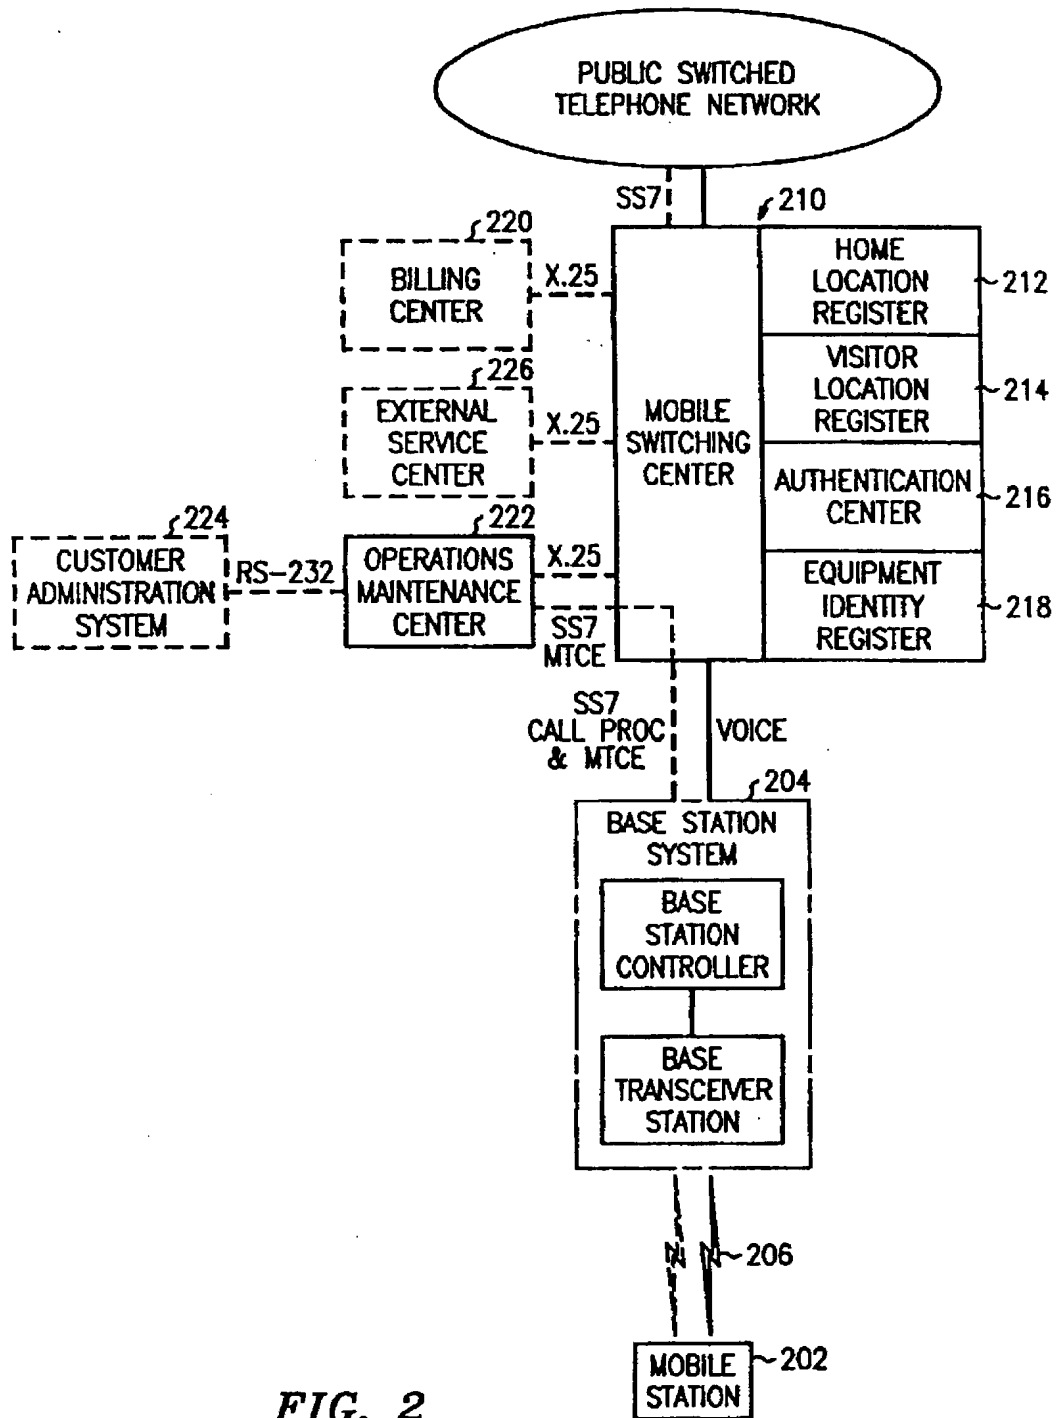 PUBLIC SWITCHED
TELEPHONE NETWORK
SS7
210
220
BILLING
CENTER
X.25
HOME
LOCATION
REGISTER
212
226
EXTERNAL
SERVICE
CENTER
X.25
MOBILE
SWITCHING
CENTER
VISITOR
LOCATION
REGISTER
214
AUTHENTICATION
CENTER
216
224
CUSTOMER
ADMINISTRATION
SYSTEM
RS-232
222
OPERATIONS
MAINTENANCE
CENTER
X.25
SS7
MTCE
EQUIPMENT
IDENTITY
REGISTER
218
SS7
CALL PROC
& MTCE
VOICE
204
BASE STATION
SYSTEM
BASE
STATION
CONTROLLER
BASE
TRANSCEIVER
STATION
206
MOBILE
STATION
202
FIG. 2